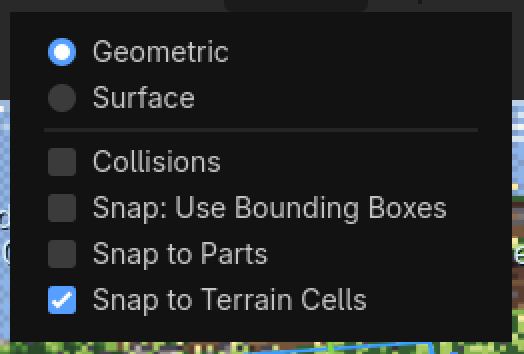 Geometric
Surface
Collisions
Snap: Use Bounding Boxes
Snap to Parts
Snap to Terrain Cells